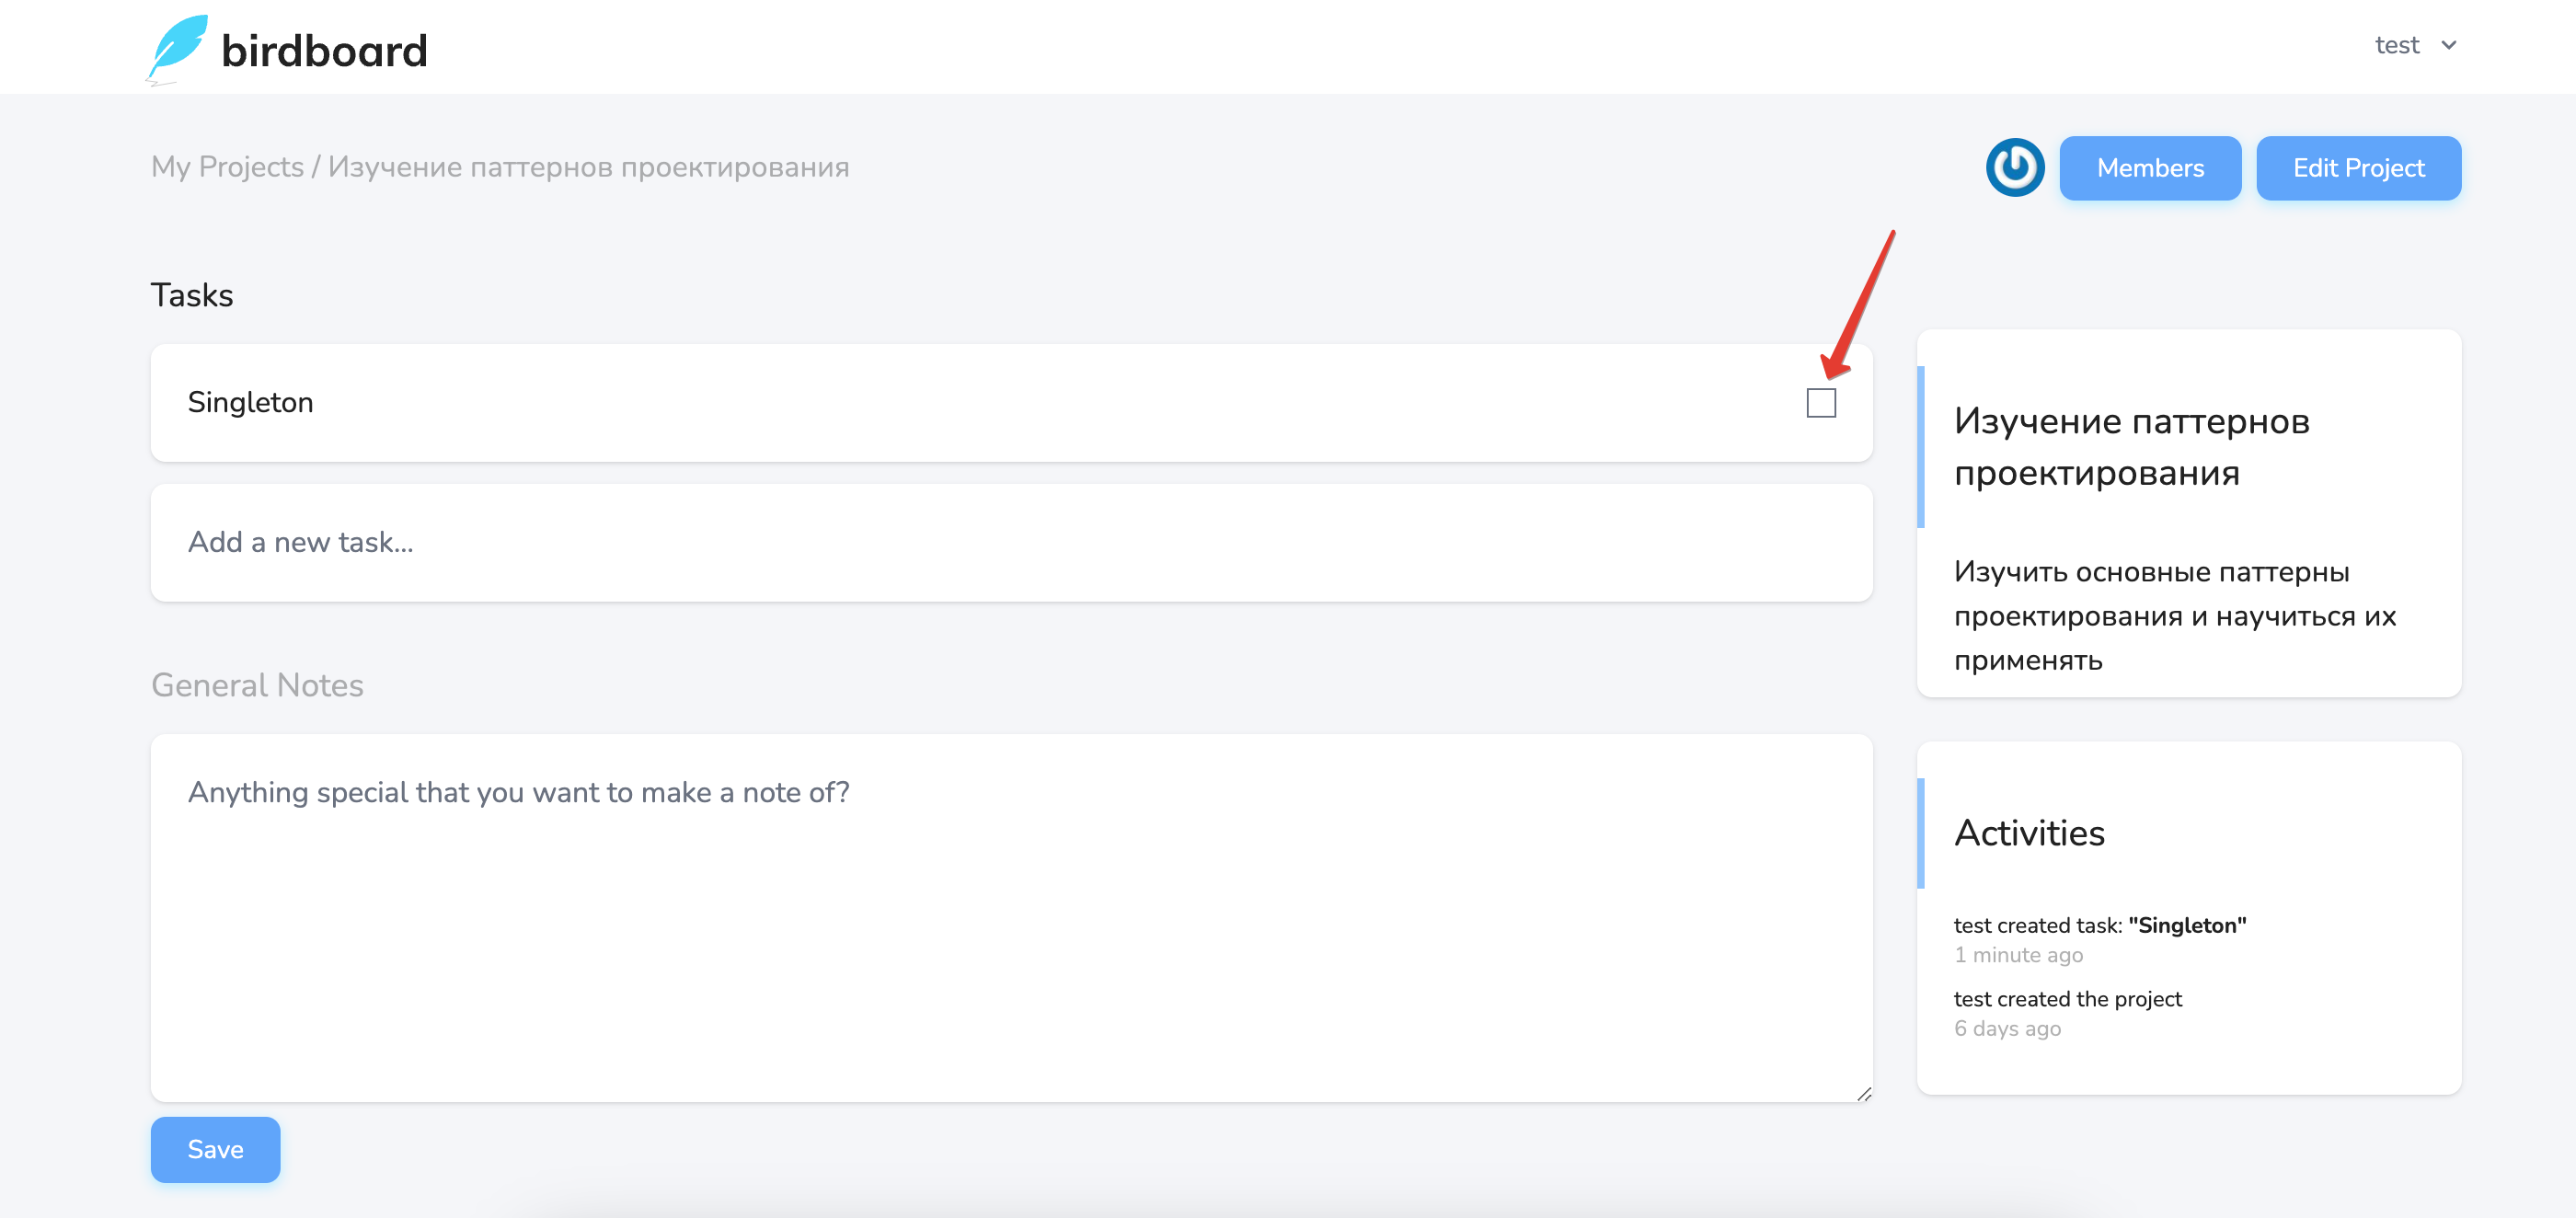 birdboard
test
My Projects / Изучение паттернов проектирования
Members
Edit Project
Tasks
Singleton
Add a new task...
General Notes
Anything special that you want to make a note of?
Save
Изучение паттернов
проектирования
Изучить основные паттерны
проектирования и научиться их
применять
Activities
test created task: "Singleton"
1 minute ago
test created the project
6 days ago